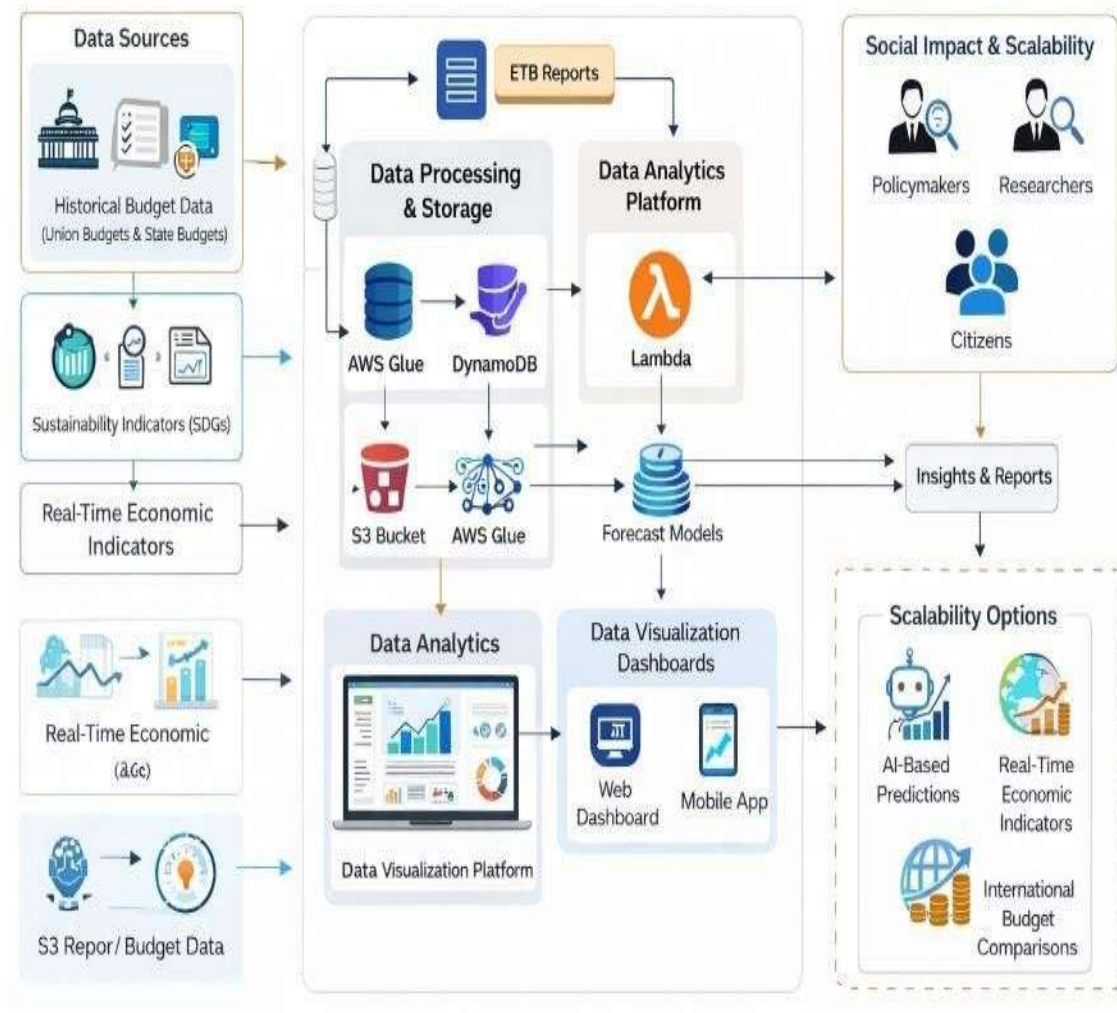 Data Sources
Historical Budget Data
(Union Budgets & State Budgets)
Sustainability Indicators (SDGs)
Real-Time Economic
Indicators
Real-Time Economic
S3 Repor/Budget Data
ETB Reports
Data Processing
& Storage
AWS Glue
DynamoDB
S3 Bucket
AWS Glue
Data Analytics
Platform
Lambda
Forecast Models
Data Analytics
Data Visualization Platform
Data Visualization
Dashboards
Web
Dashboard
Mobile App
Social Impact & Scalability
Policymakers
Researchers
Citizens
Insights & Reports
Scalability Options
AI-Based
Predictions
Real-Time
Economic
Indicators
International
Budget
Comparisons